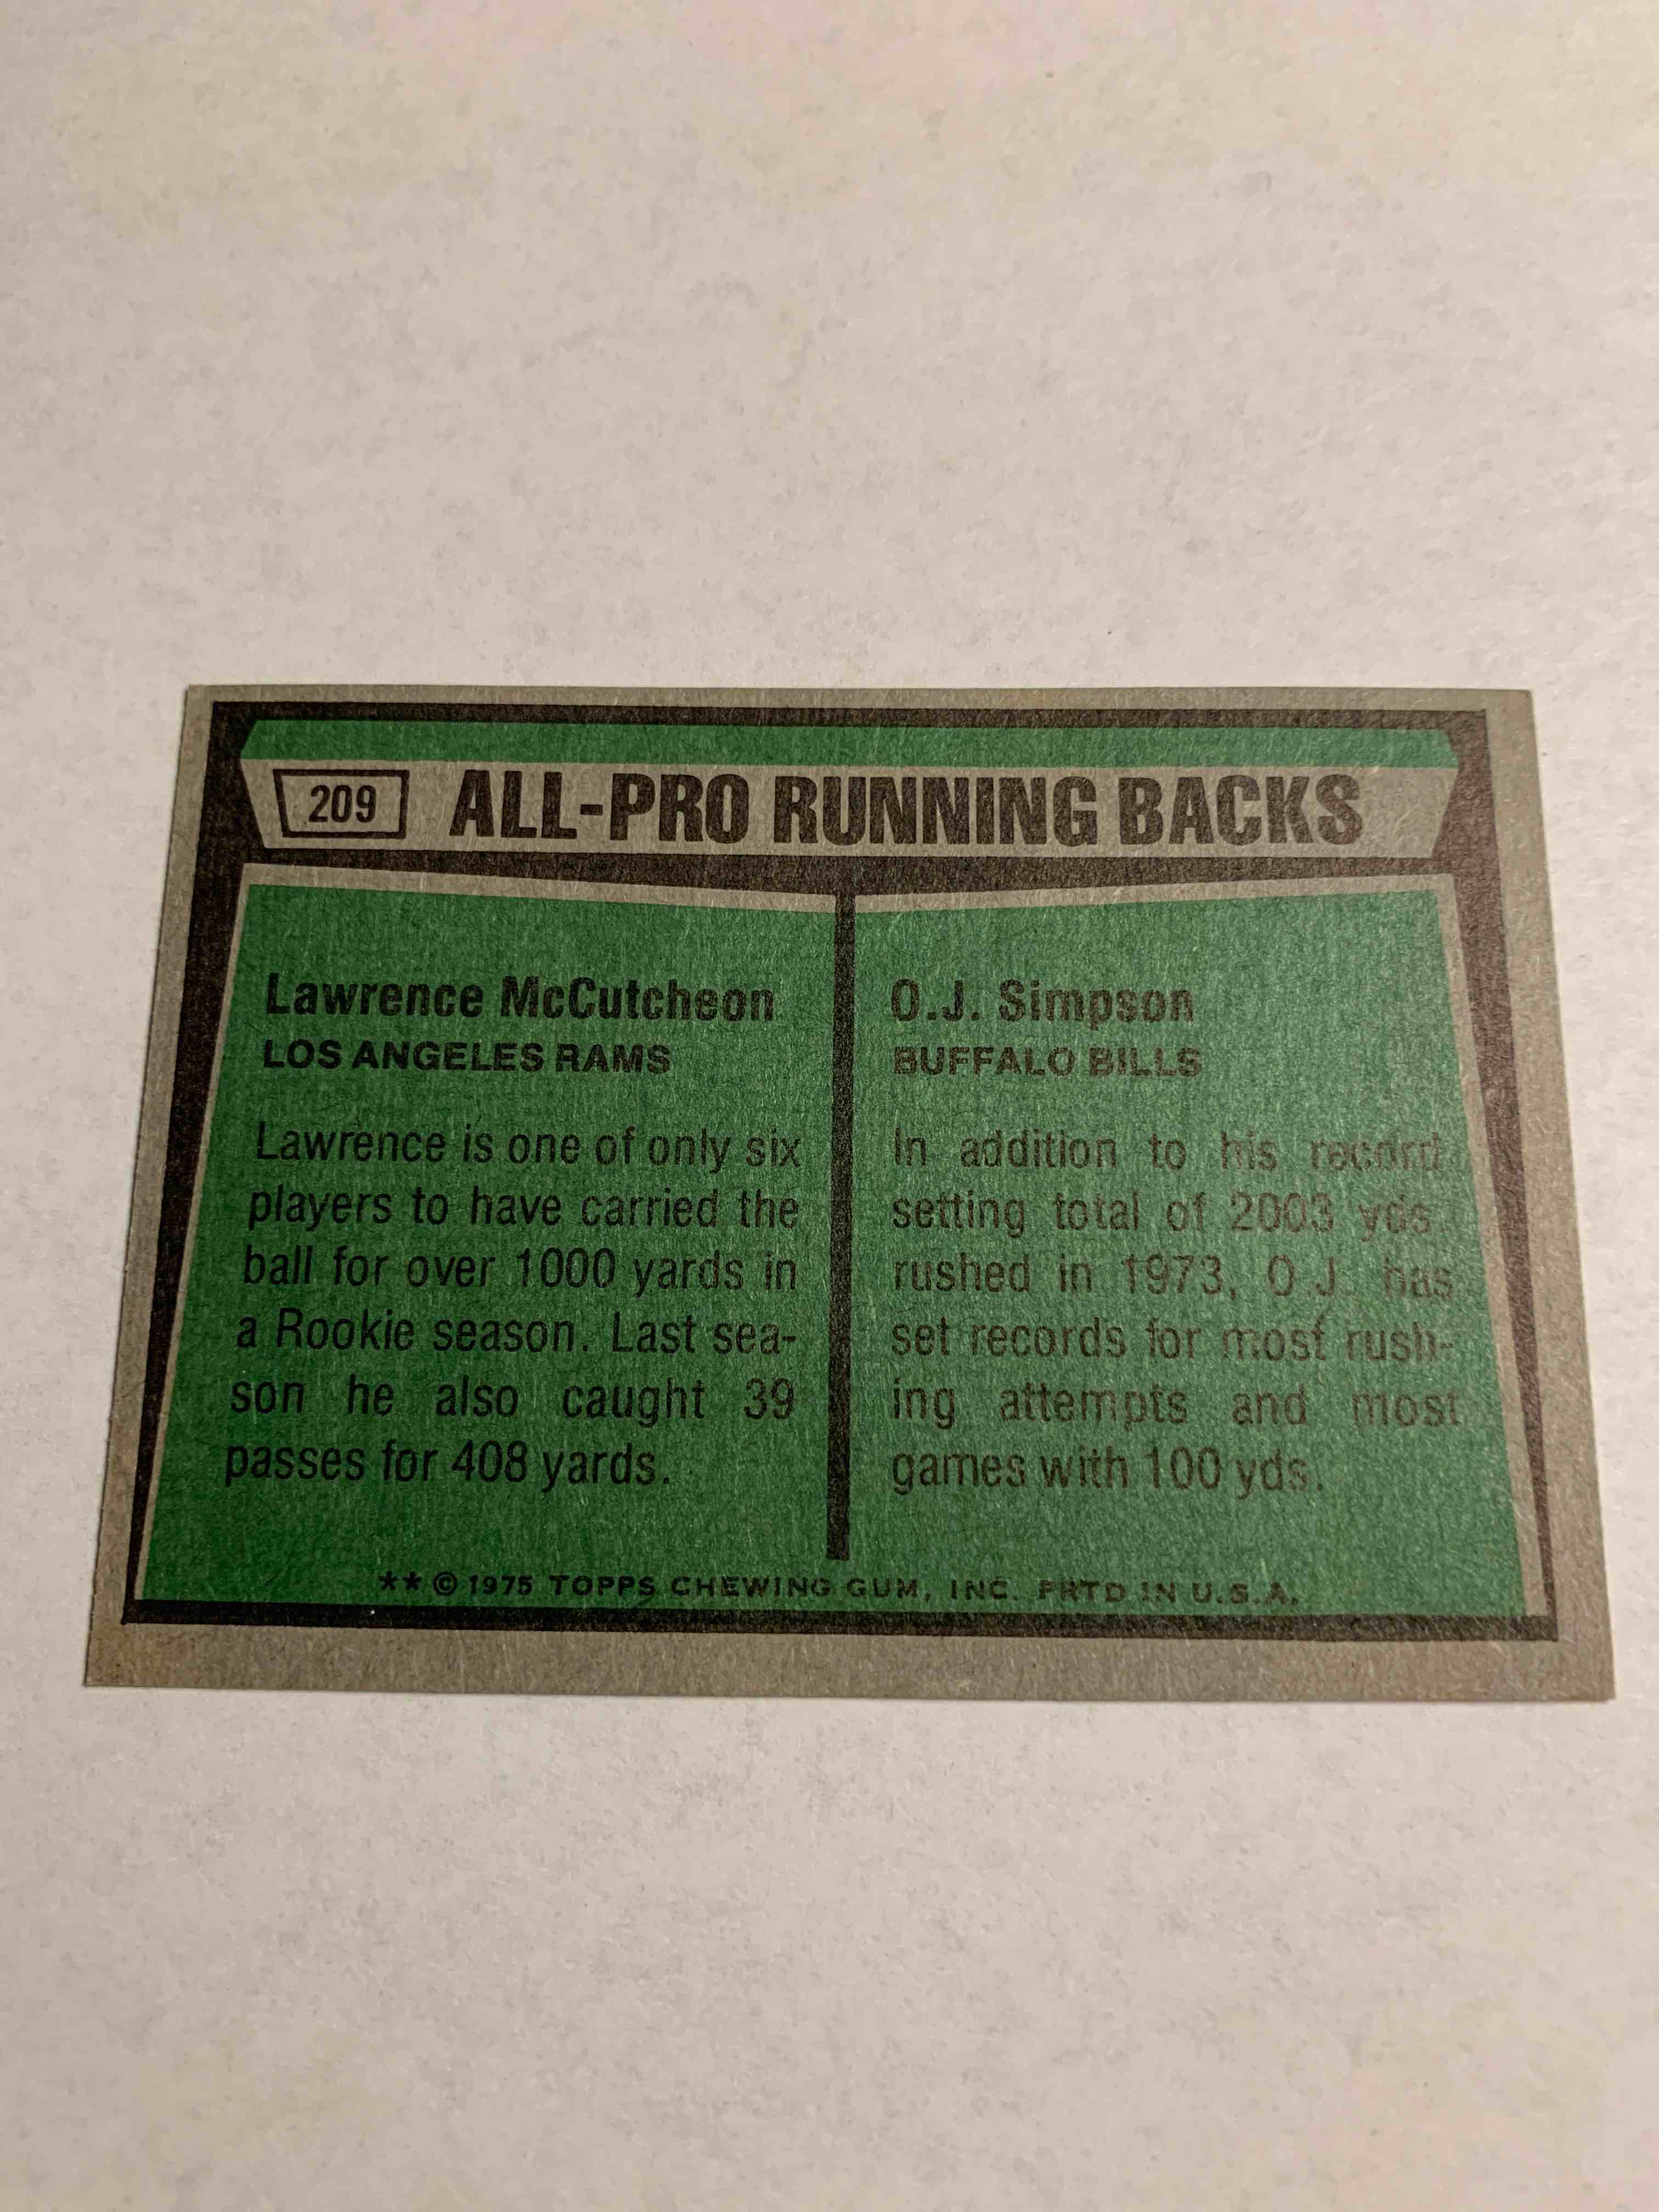 209 ALL-PRO RUNNING BACKS
Lawrence McCutcheon
LOS ANGELES RAMS
Lawrence is one of only six
players to have carried the
ball for over 1000 yards in
a Rookie season. Last sea-
son he also caught 39
passes for 408 yards.
O.J. Simpson
BUFFALO BILLS
In addition to his record
setting total of 2003 yds.
rushed in 1973, O.J. has
set records for most rush-
ing attempts and most
games with 100 yds.
** © 1975 TOPPS CHEWING GUM, INC. PRTD IN U.S.A.